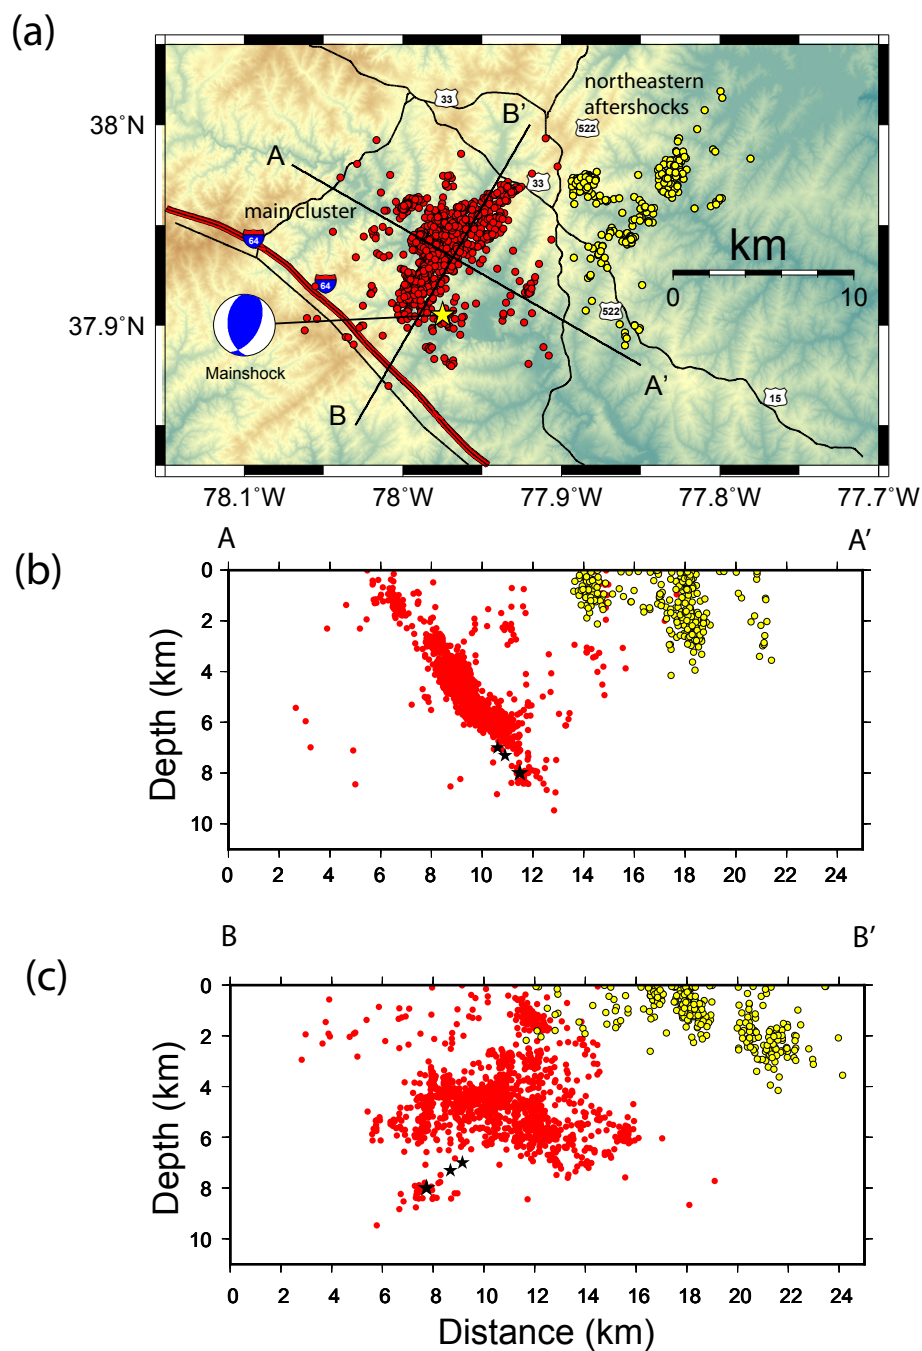 (a)
33
northeastern
aftershocks
B’
522
38˚N
A
33
main cluster
64
km
64
0 10
522
37.9˚N
Mainshock
A’
15
B
78.1˚W 78˚W 77.9˚W 77.8˚W 77.7˚W
A A’
(b)
0
2
4
6
8
10
Depth (km)
0 2 4 6 8 10 12 14 16 18 20 22 24
B B’
(c)
0
2
4
6
8
10
Depth (km)
0 2 4 6 8 10 12 14 16 18 20 22 24
Distance (km)